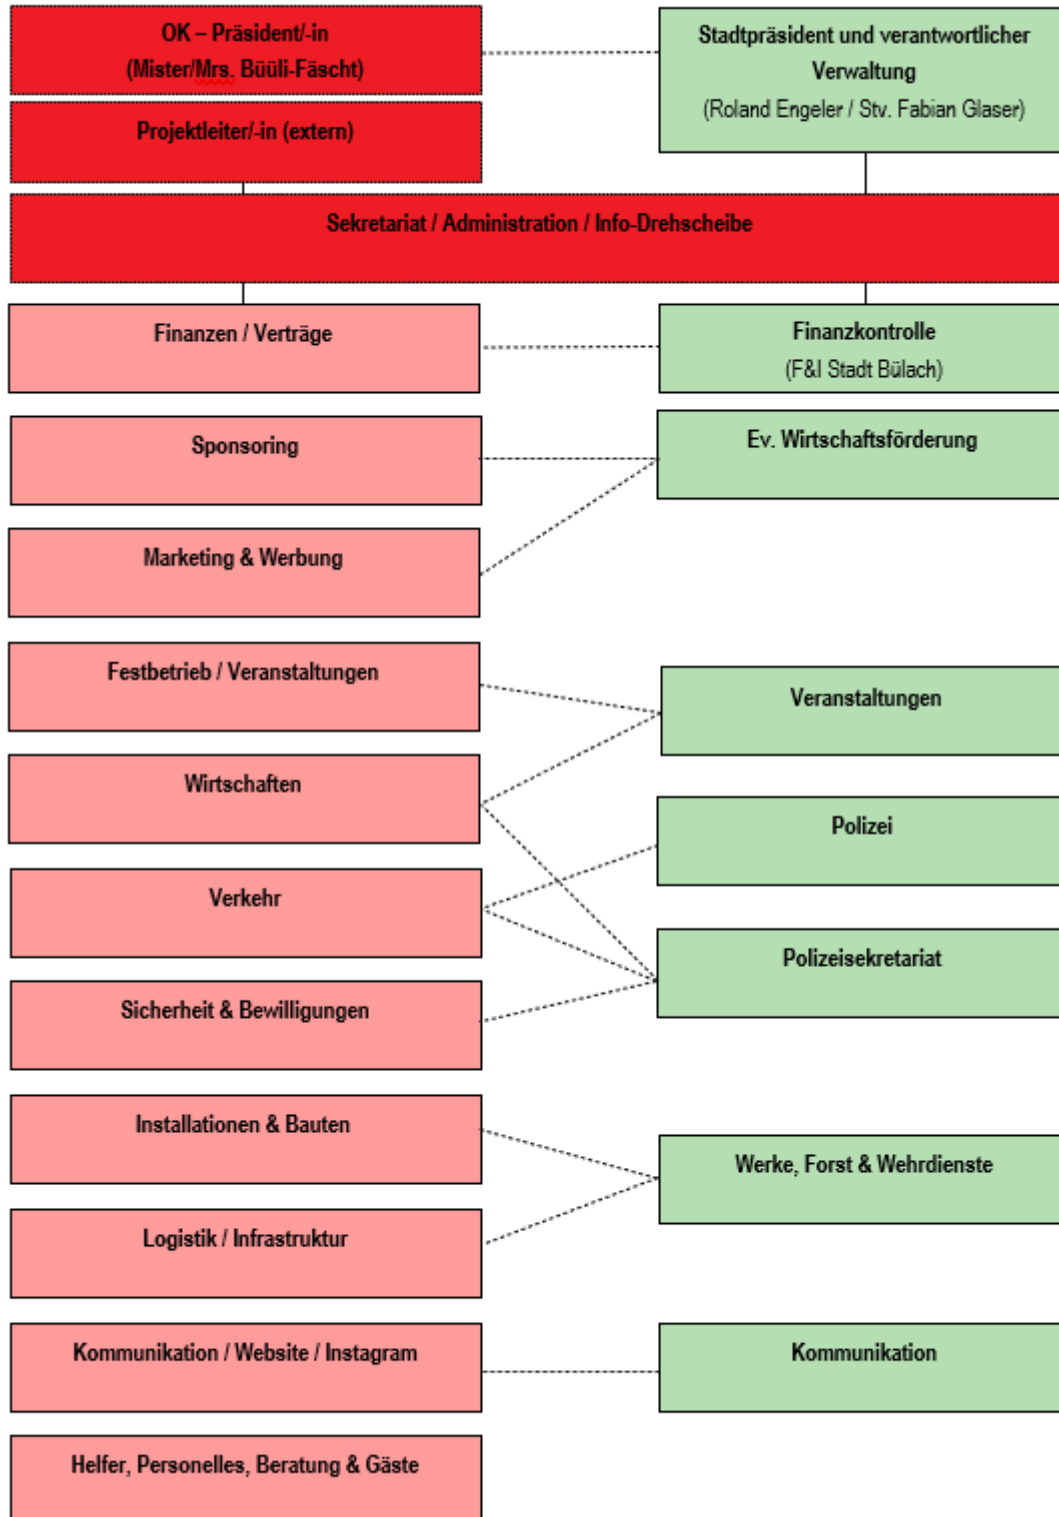 OK – Präsident/-in
(Mister/Mrs. Büüli-Fäscht)
Stadtpräsident und verantwortlicher
Verwaltung
(Roland Engeler / Stv. Fabian Glaser)
Projektleiter/-in (extern)
Sekretariat / Administration / Info-Drehscheibe
Finanzen / Verträge
Finanzkontrolle
(F&I Stadt Bülach)
Sponsoring
Ev. Wirtschaftsförderung
Marketing & Werbung
Festbetrieb / Veranstaltungen
Veranstaltungen
Wirtschaften
Polizei
Verkehr
Polizeisekretariat
Sicherheit & Bewilligungen
Installationen & Bauten
Werke, Forst & Wehrdienste
Logistik / Infrastruktur
Kommunikation / Website / Instagram
Kommunikation
Helfer, Personelles, Beratung & Gäste